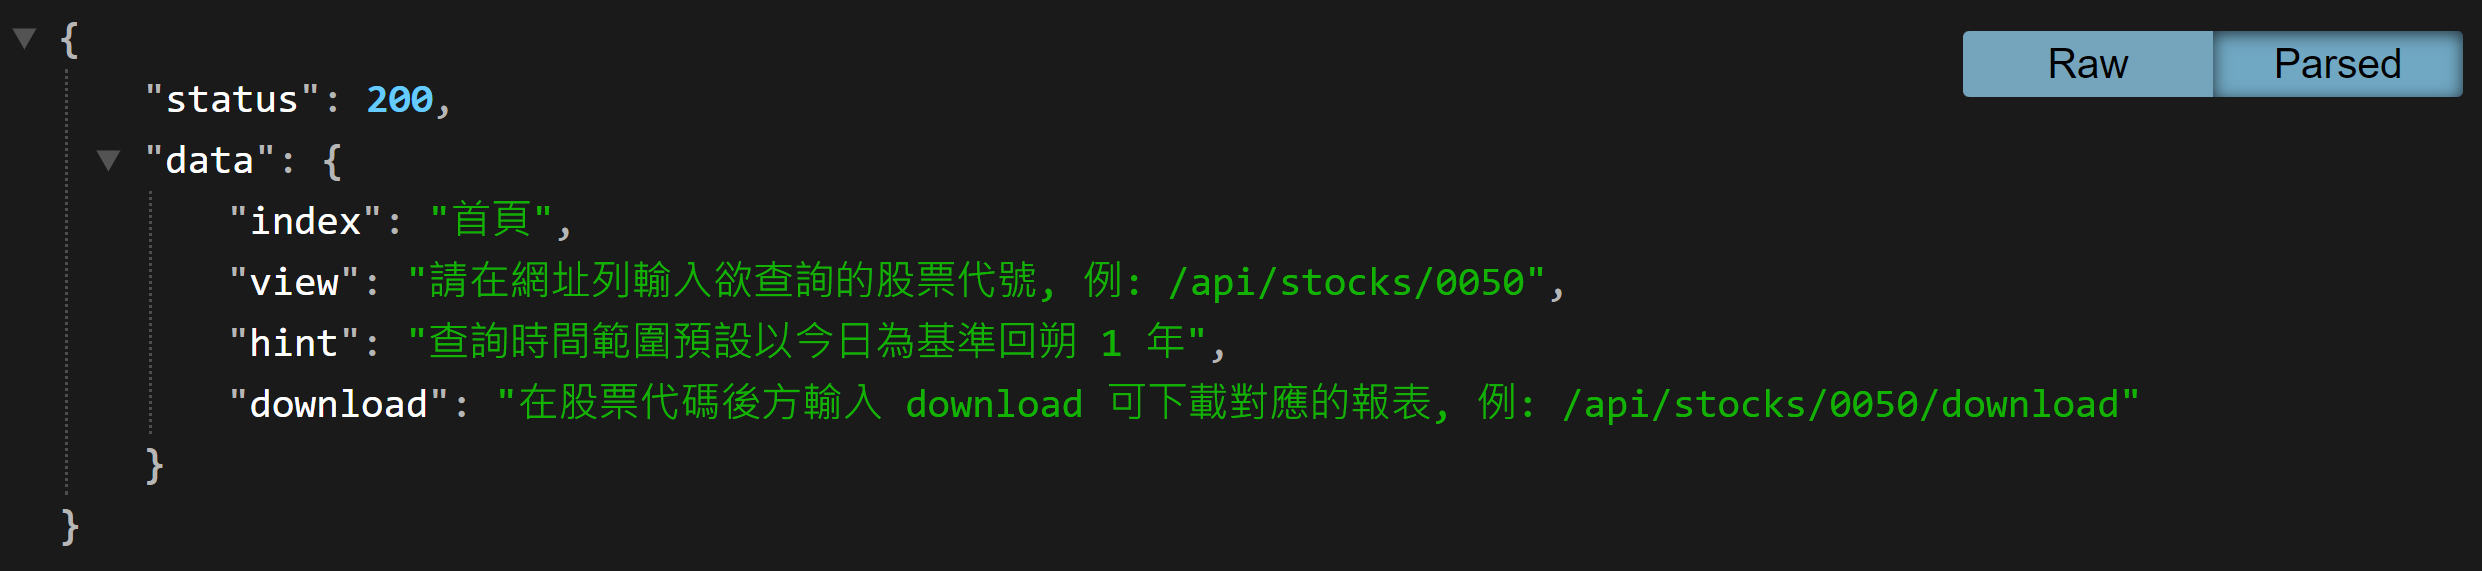 {
Raw Parsed
"status": 200,
"data": {
"index": "首頁",
"view": "請在網址列輸入欲查詢的股票代號, 例: /api/stocks/0050",
"hint": "查詢時間範圍預設以今日為基準回朔 1 年",
"download": "在股票代碼後方輸入 download 可下載對應的報表, 例: /api/stocks/0050/download"
}
}